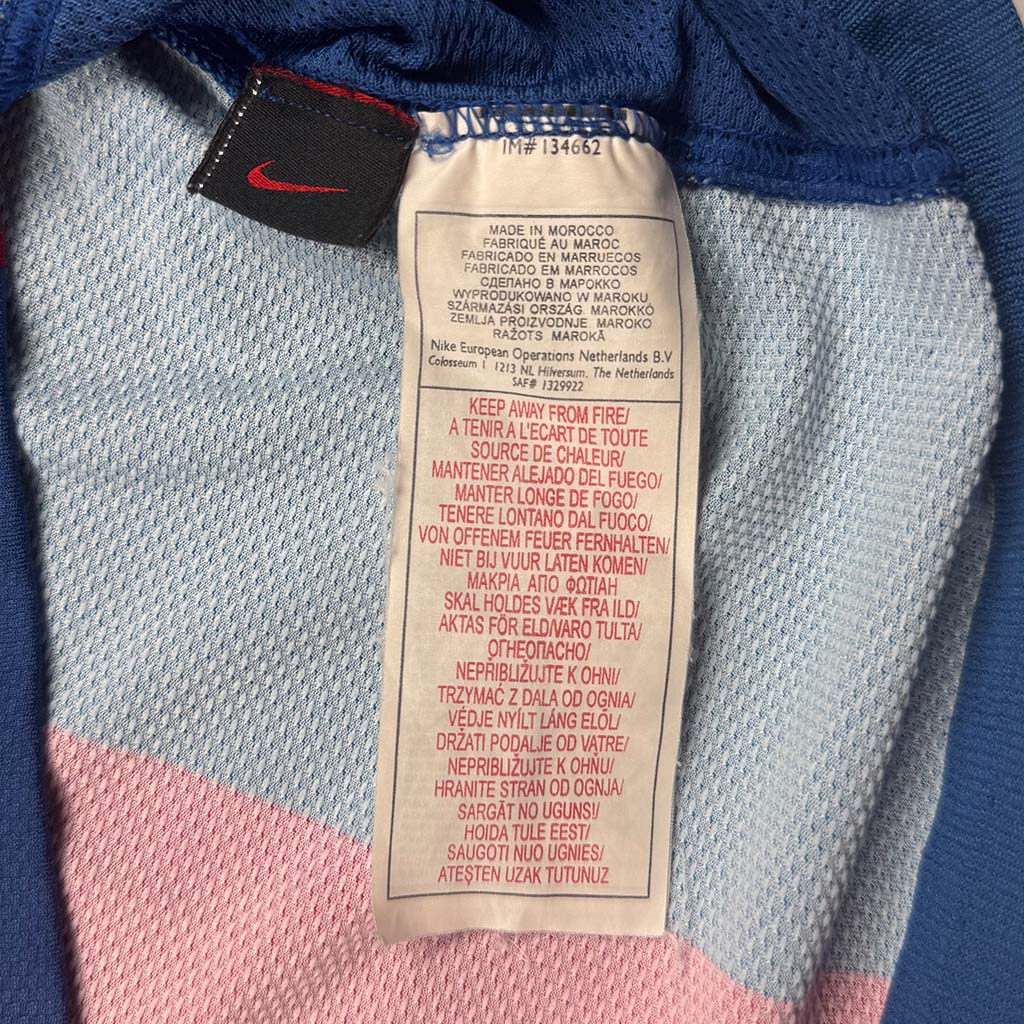 IM# 134662
MADE IN MOROCCO
FABRIQUÉ AU MAROC
FABRICADO EN MARRUECOS
FABRICADO EM MARROCOS
СДЕЛАНО В МАРОККО
WYPRODUKOWANO W MAROKU
SZÁRMAZÁSI ORSZÁG MAROKKÓ
ZEMLJA PROIZVODNJE MAROKO
RAŽOTS MAROKĀ
Nike European Operations Netherlands B.V
Colosseum 1 1213 NL Hilversum, The Netherlands
SAF# 1329922
KEEP AWAY FROM FIRE/
A TENIR A L'ECART DE TOUTE
SOURCE DE CHALEUR/
MANTENER ALEJADO DEL FUEGO/
MANTER LONGE DE FOGO/
TENERE LONTANO DAL FUOCO/
VON OFFENEM FEUER FERNHALTEN/
NIET BIJ VUUR LATEN KOMEN/
ΜΑΚΡΙΑ ΑΠΟ ΦΩΤΙΑΗ
SKAL HOLDES VÆK FRA ILD/
AKTAS FÖR ELD/VARO TULTA/
ОГНЕОПАСНО/
NEPŘIBLIŽUJTE K OHNI/
TRZYMAĆ Z DALA OD OGNIA/
VÉDJE NYÍLT LÁNG ELŐL/
DRŽATI PODALJE OD VATRE/
NEPRIBLIŽUJTE K OHŇU/
HRANITE STRAN OD OGNJA/
SARGĀT NO UGUNS!/
HOIDA TULE EEST/
SAUGOTI NUO UGNIES/
ATEŞTEN UZAK TUTUNUZ